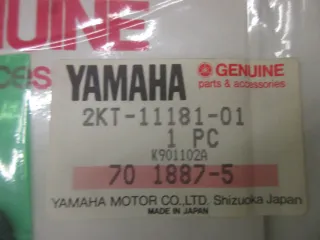 UINE
ces
YAMAHA
GENUINE
parts & accessories
2KT-11181-01
1 PC
K901102A
70 1887-5
YAMAHA MOTOR CO.,LTD. Shizuoka Japan
MADE IN JAPAN